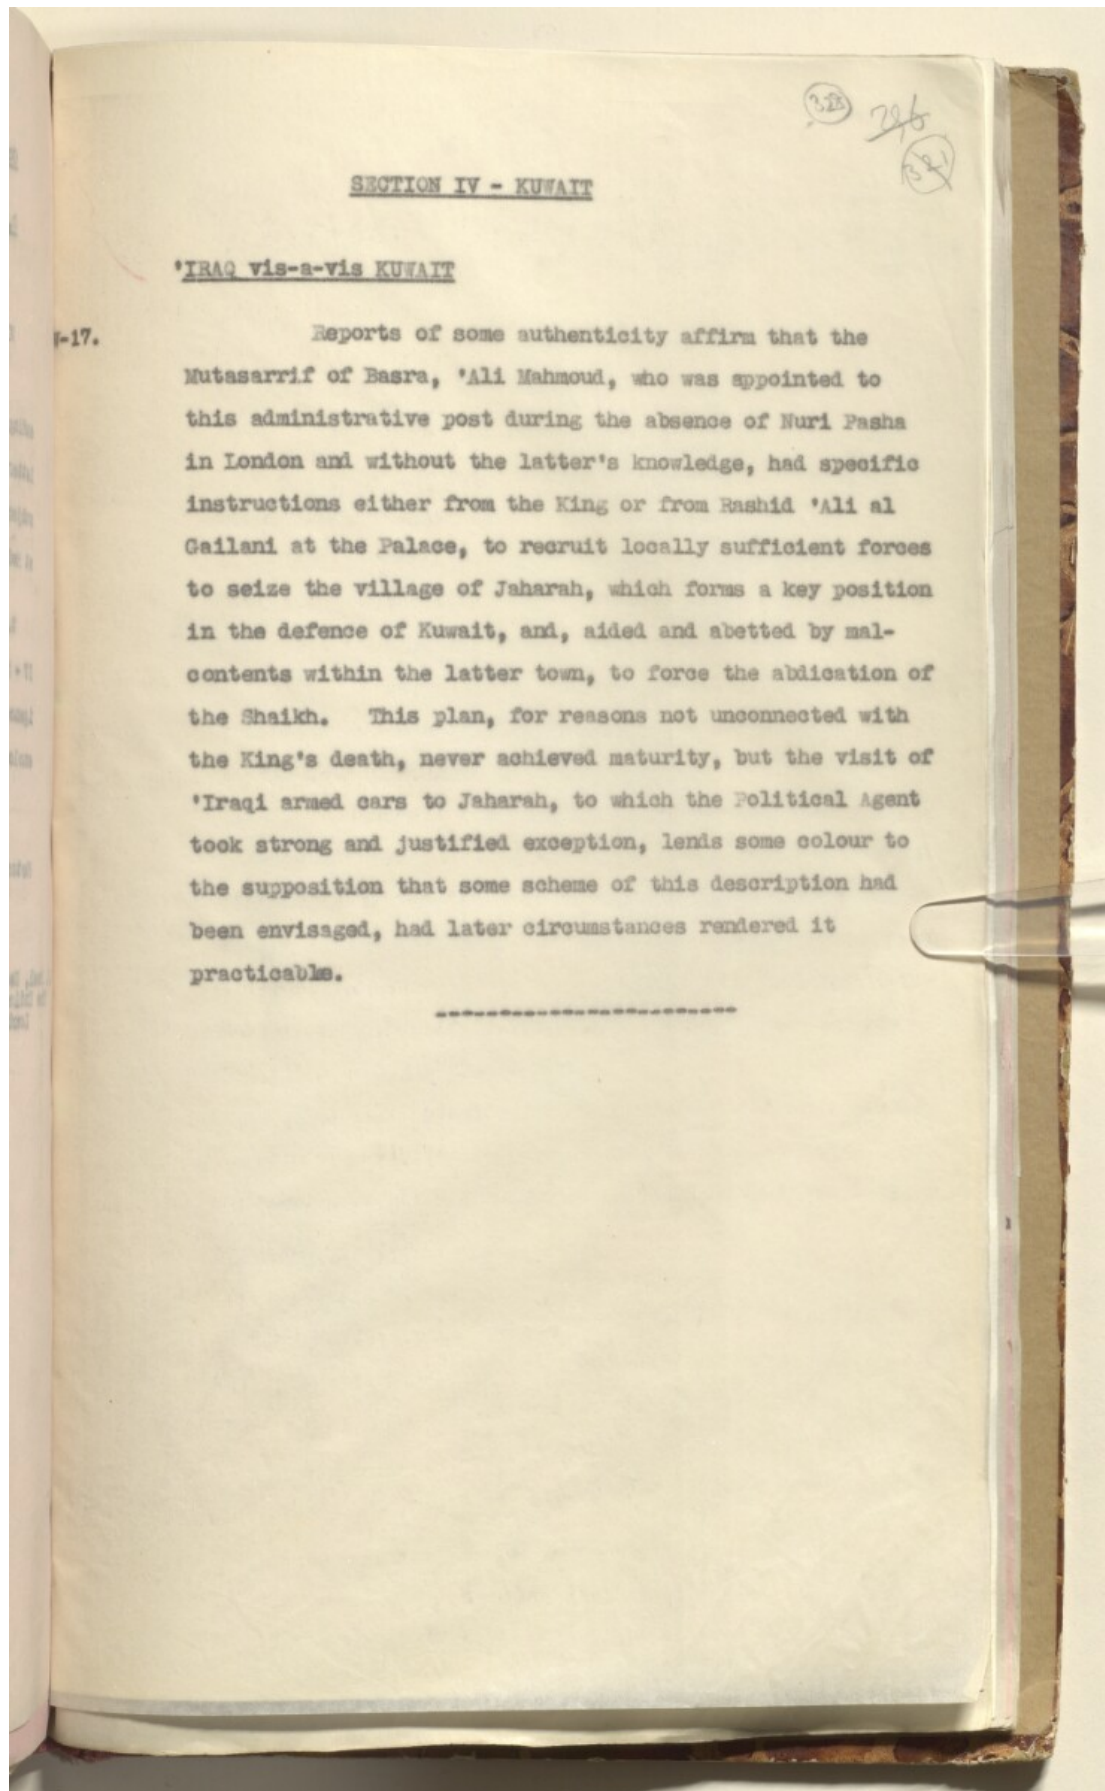 328
296
321
SECTION IV - KUWAIT
'IRAQ vis-a-vis KUWAIT
-17.
Reports of some authenticity affirm that the
Mutasarrif of Basra, 'Ali Mahmoud, who was appointed to
this administrative post during the absence of Nuri Pasha
in London and without the latter's knowledge, had specific
instructions either from the King or from Rashid 'Ali al
Gailani at the Palace, to recruit locally sufficient forces
to seize the village of Jaharah, which forms a key position
in the defence of Kuwait, and, aided and abetted by mal-
contents within the latter town, to force the abdication of
the Shaikh. This plan, for reasons not unconnected with
the King's death, never achieved maturity, but the visit of
'Iraqi armed cars to Jaharah, to which the Political Agent
took strong and justified exception, lends some colour to
the supposition that some scheme of this description had
been envisaged, had later circumstances rendered it
practicable.
------------------------